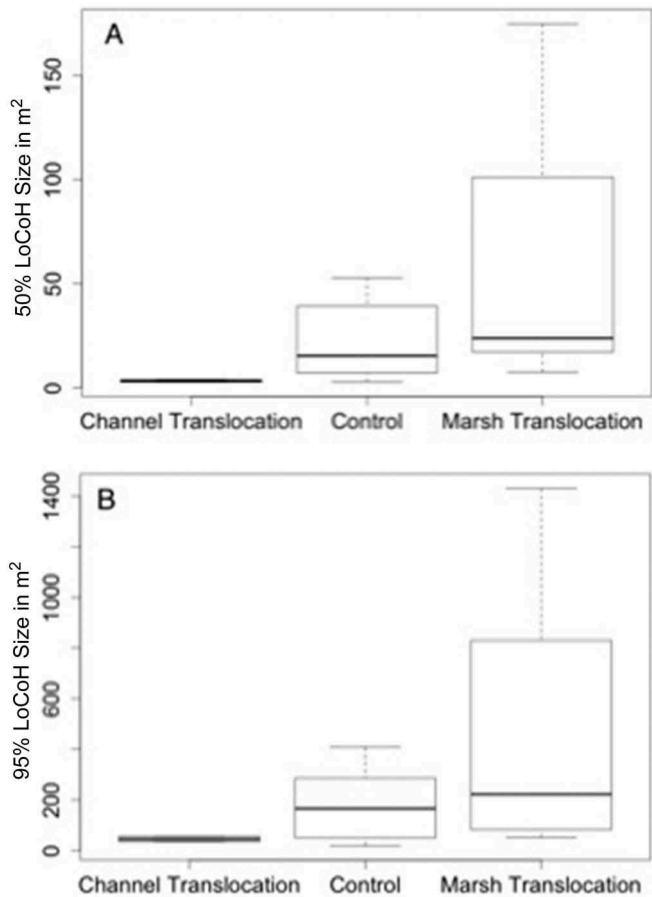 A
50% LoCoH Size in m²
150
100
50
0
Channel Translocation Control Marsh Translocation
B
95% LoCoH Size in m²
1400
1000
600
200
0
Channel Translocation Control Marsh Translocation